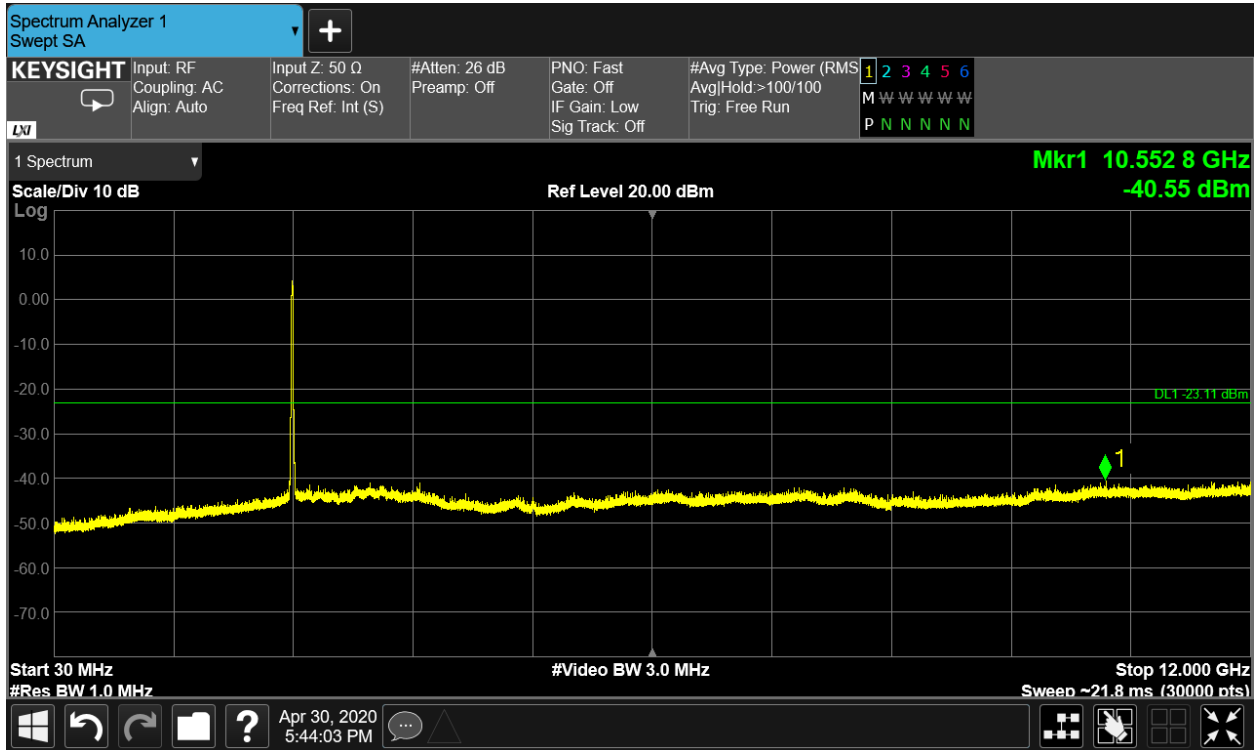 Spectrum Analyzer 1
Swept SA
KEYSIGHT
LXI
Input: RF
Coupling: AC
Align: Auto
Input Z: 50 Ω
Corrections: On
Freq Ref: Int (S)
#Atten: 26 dB
Preamp: Off
PNO: Fast
Gate: Off
IF Gain: Low
Sig Track: Off
#Avg Type: Power (RMS
Avg|Hold:>100/100
Trig: Free Run
1 2 3 4 5 6
M W W W W W
P N N N N N
1 Spectrum
Mkr1 10.552 8 GHz
-40.55 dBm
Scale/Div 10 dB
Ref Level 20.00 dBm
Log
10.0
0.00
-10.0
-20.0
DL1 -23.11 dBm
-30.0
1
-40.0
-50.0
-60.0
-70.0
Start 30 MHz
#Video BW 3.0 MHz
Stop 12.000 GHz
#Res BW 1.0 MHz
Sweep ~21.8 ms (30000 pts)
?
Apr 30, 2020
5:44:03 PM